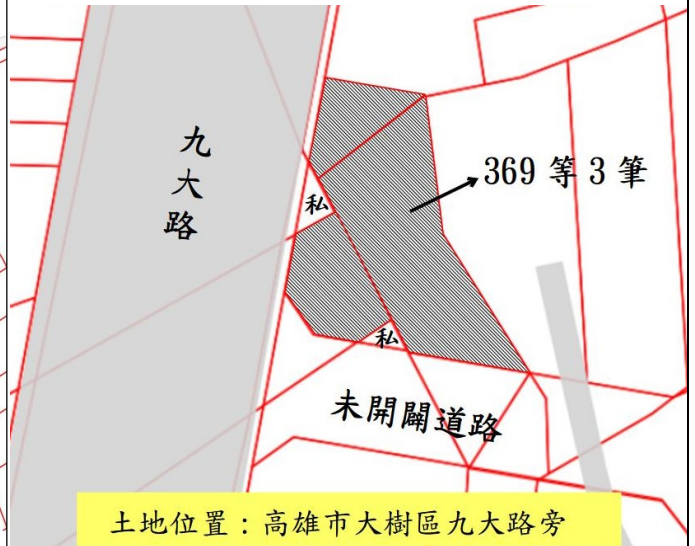 九大路
369 等 3 筆
私
私
未開闢道路
土地位置：高雄市大樹區九大路旁